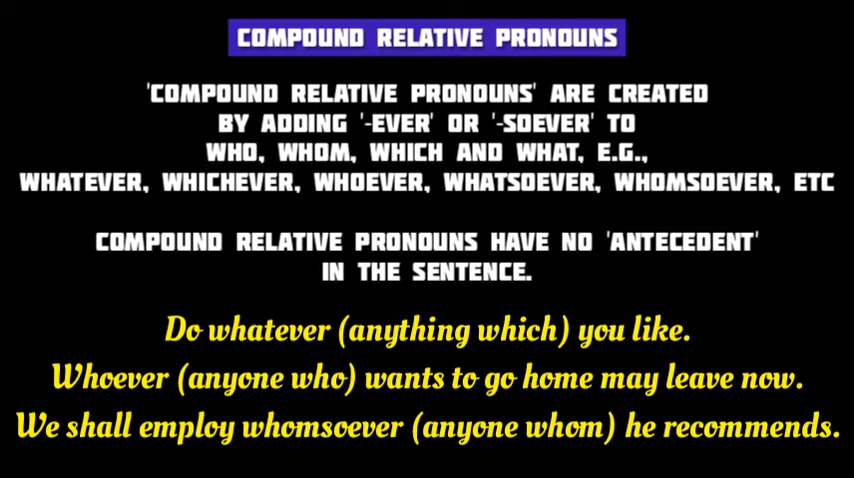 COMPOUND RELATIVE PRONOUNS
'COMPOUND RELATIVE PRONOUNS' ARE CREATED
BY ADDING '-EVER' OR '-SOEVER' TO
WHO, WHOM, WHICH AND WHAT, E.G.,
WHATEVER, WHICHEVER, WHOEVER, WHATSOEVER, WHOMSOEVER, ETC
COMPOUND RELATIVE PRONOUNS HAVE NO 'ANTECEDENT'
IN THE SENTENCE.
Do whatever (anything which) you like.
Whoever (anyone who) wants to go home may leave now.
We shall employ whomsoever (anyone whom) he recommends.